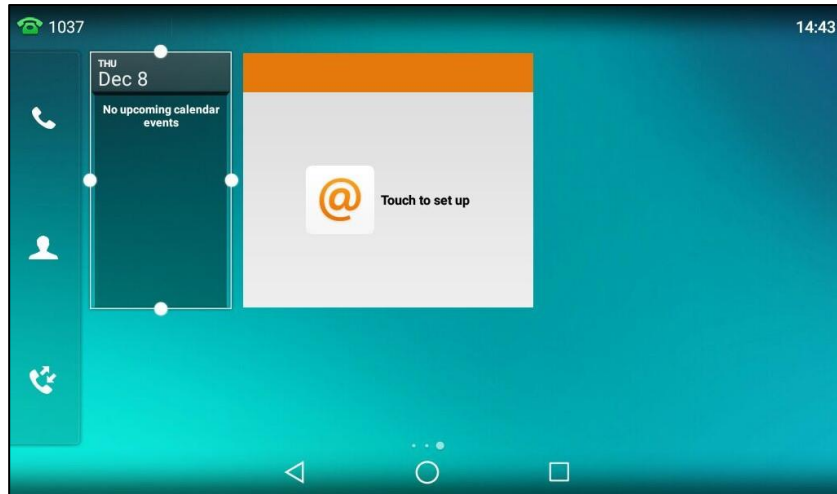 1037
14:43
THU
Dec 8
No upcoming calendar
events
@
Touch to set up